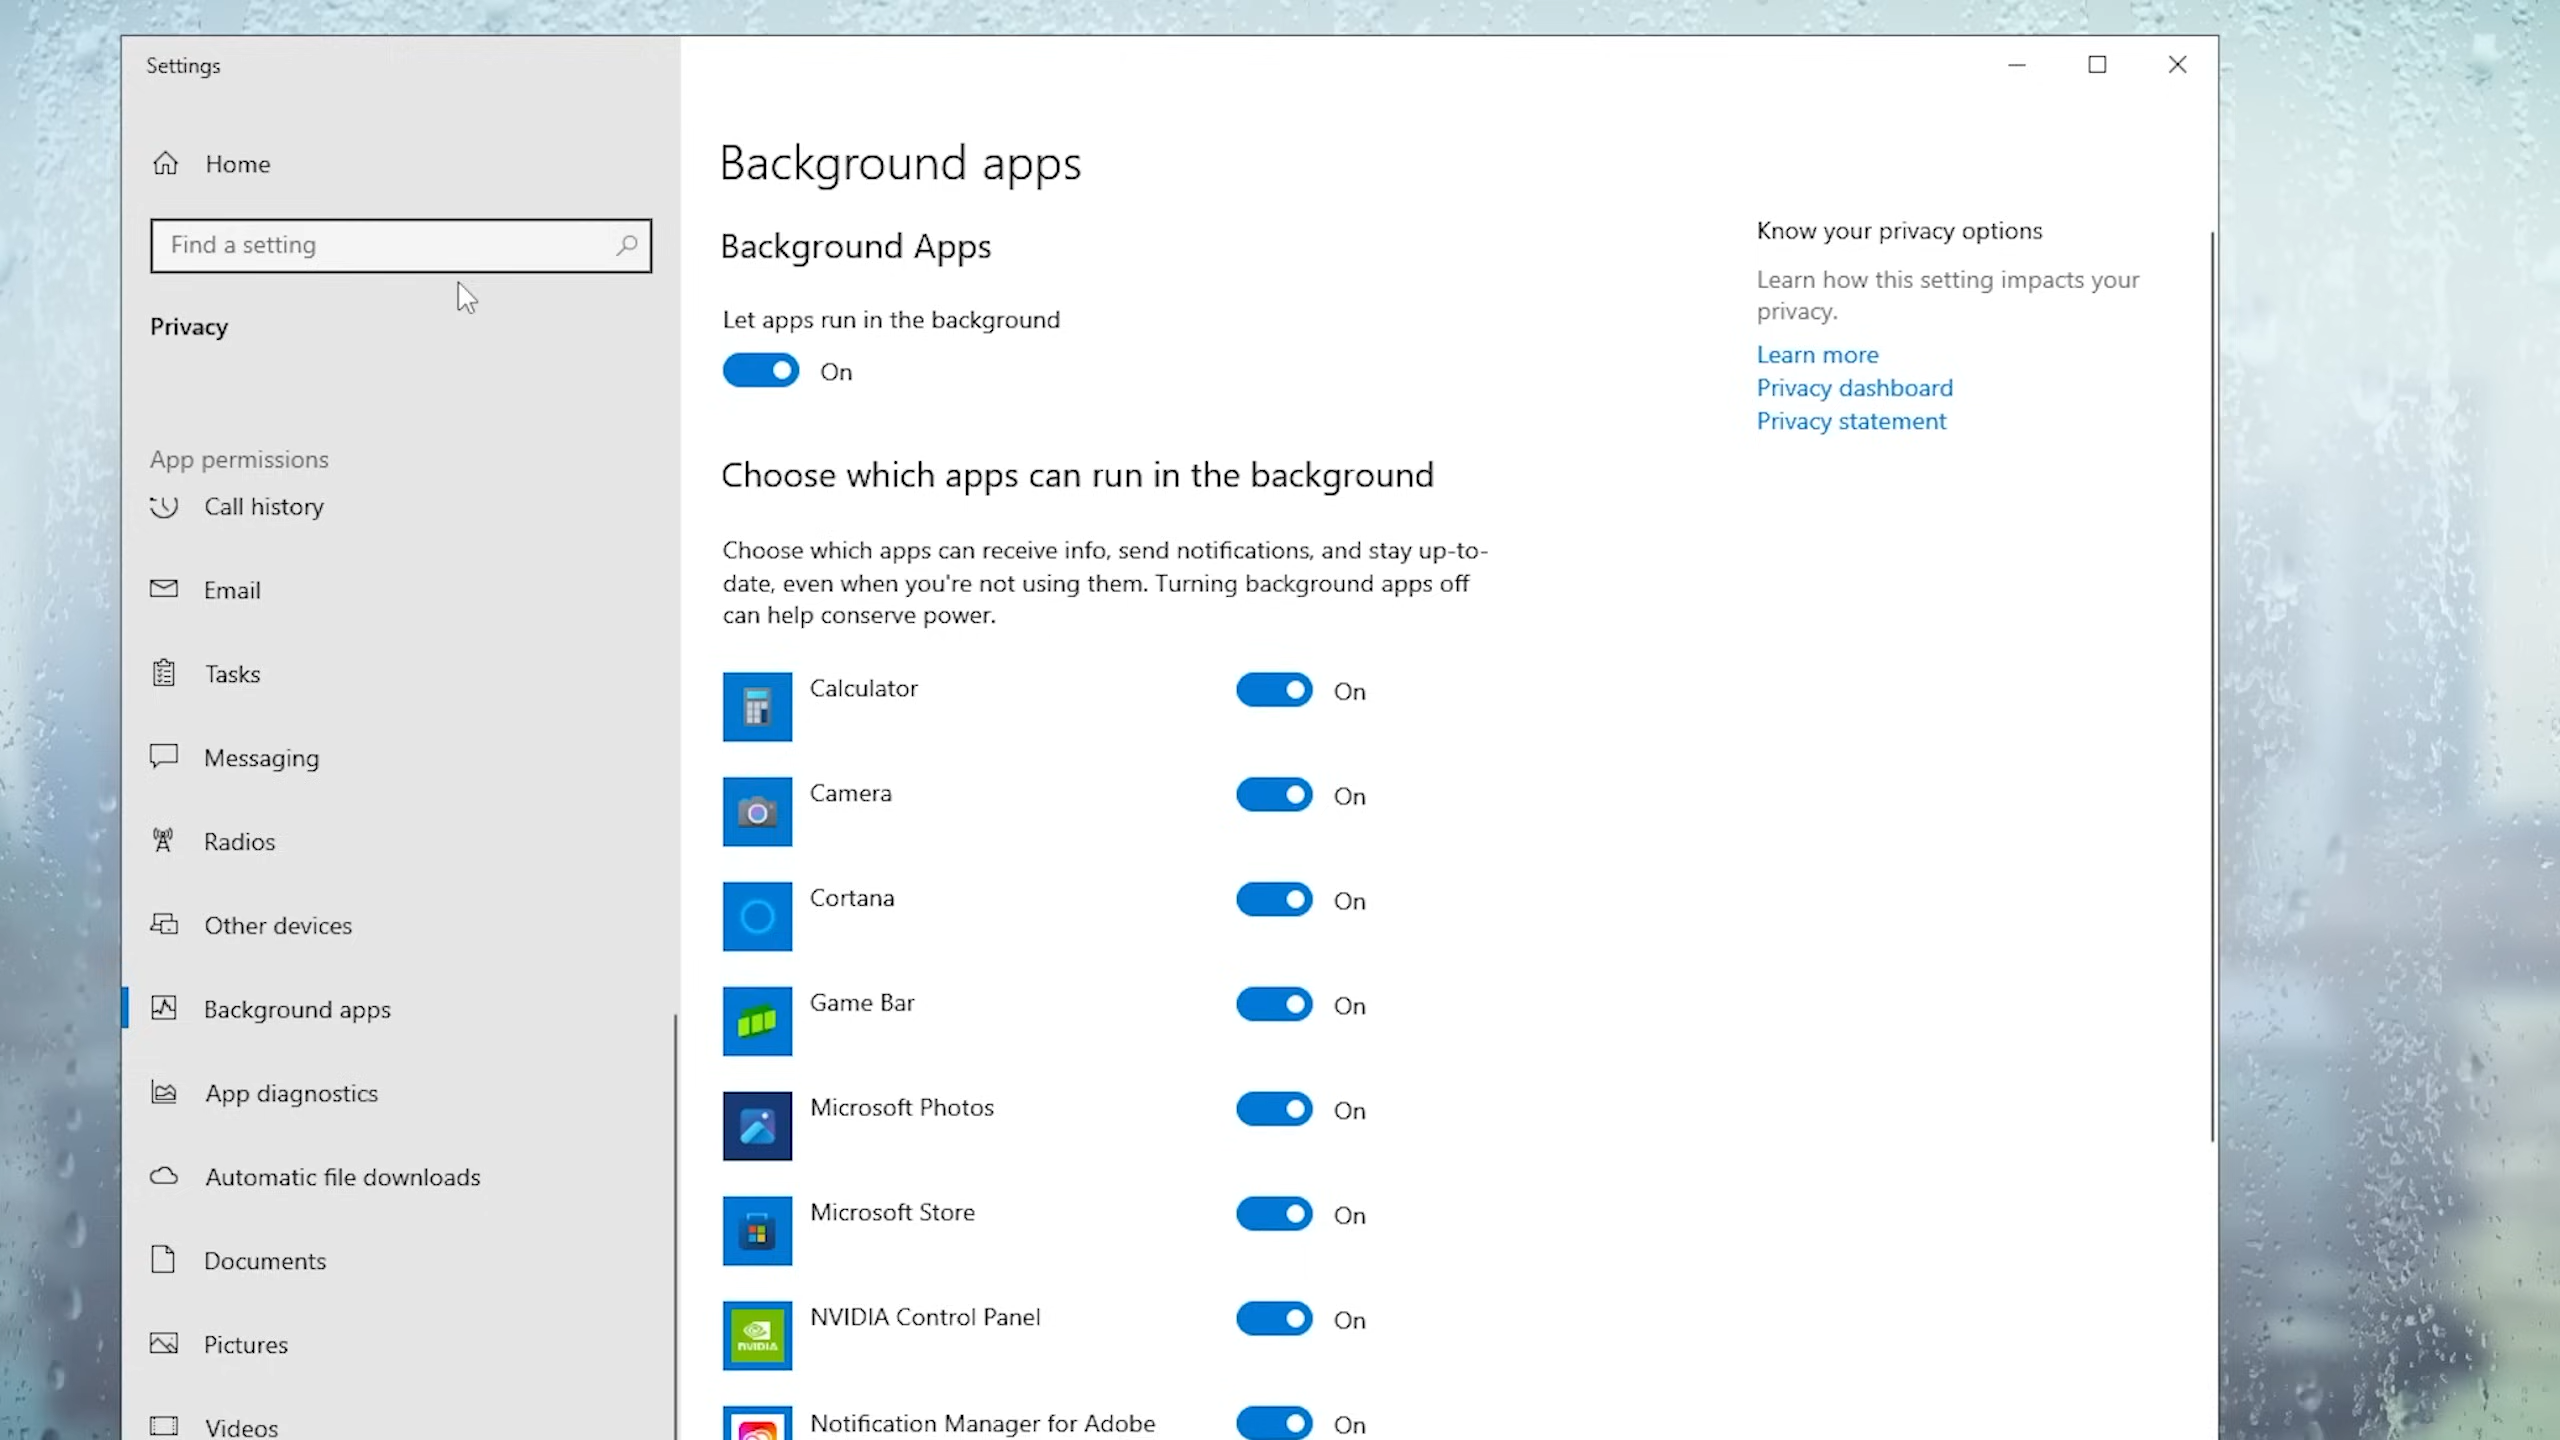 Settings
Home
Find a setting
Privacy
App permissions
Call history
Email
Tasks
Messaging
Radios
Other devices
Background apps
App diagnostics
Automatic file downloads
Documents
Pictures
Videos
Background apps
Background Apps
Let apps run in the background
On
Choose which apps can run in the background
Choose which apps can receive info, send notifications, and stay up-to-
date, even when you're not using them. Turning background apps off
can help conserve power.
Calculator On
Camera On
Cortana On
Game Bar On
Microsoft Photos On
Microsoft Store On
NVIDIA
NVIDIA Control Panel On
Notification Manager for Adobe On
Know your privacy options
Learn how this setting impacts your
privacy.
Learn more
Privacy dashboard
Privacy statement